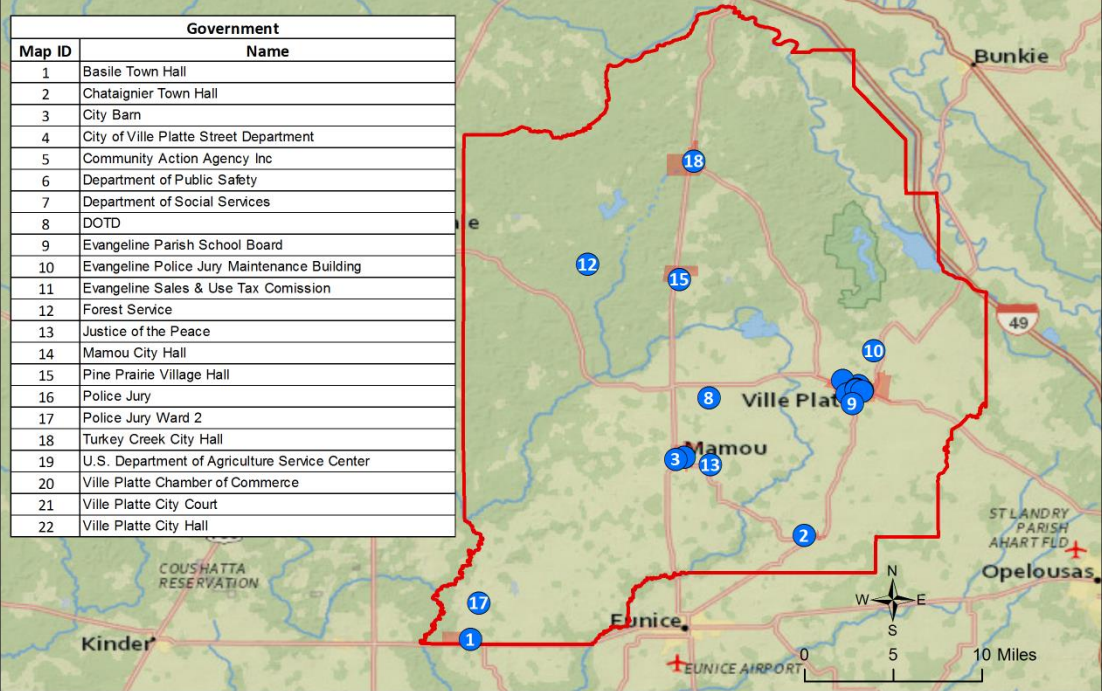 Government
Map ID Name
1 Basile Town Hall
2 Chataignier Town Hall
3 City Barn
4 City of Ville Platte Street Department
5 Community Action Agency Inc
6 Department of Public Safety
7 Department of Social Services
8 DOTD
9 Evangeline Parish School Board
10 Evangeline Police Jury Maintenance Building
11 Evangeline Sales & Use Tax Comission
12 Forest Service
13 Justice of the Peace
14 Mamou City Hall
15 Pine Prairie Village Hall
16 Police Jury
17 Police Jury Ward 2
18 Turkey Creek City Hall
19 U.S. Department of Agriculture Service Center
20 Ville Platte Chamber of Commerce
21 Ville Platte City Court
22 Ville Platte City Hall
Bunkie
18
e
12
15
49
10
8
Ville Plat
9
Mamou
3
13
2
ST LANDRY
PARISH
AHART FLD
COUSHATTA
RESERVATION
Opelousas
N
W E
S
17
1
Kinder
Eunice
EUNICE AIRPORT
0 5 10 Miles